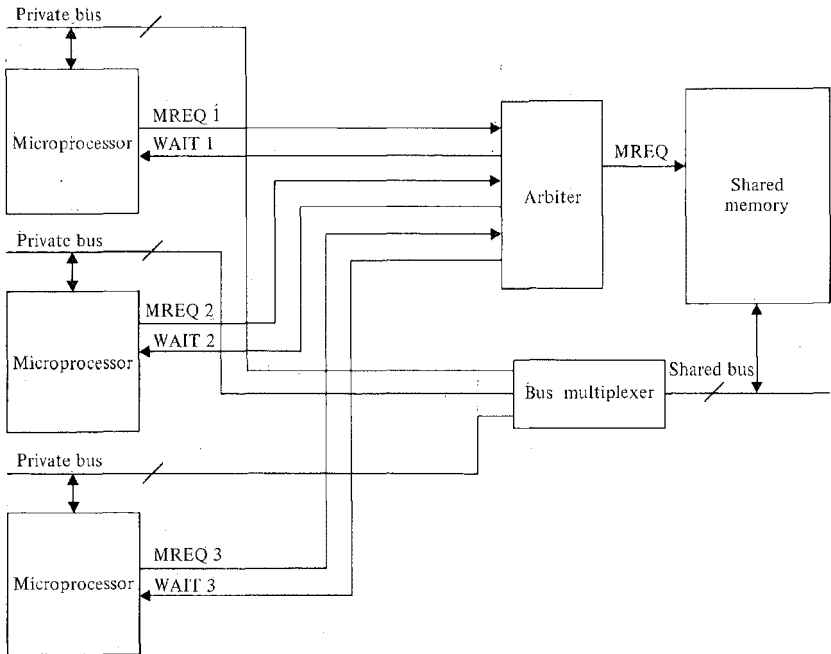 Private bus
Microprocessor
MREQ 1
WAIT 1
Arbiter
MREQ
Shared
memory
Private bus
Microprocessor
MREQ 2
WAIT 2
Bus multiplexer
Shared bus
Private bus
Microprocessor
MREQ 3
WAIT 3